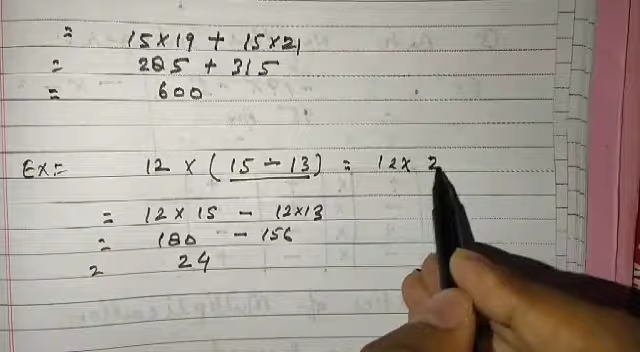 = 15×19 + 15×21
= 285 + 315
= 600
Ex:= 12 × (15 - 13) = 12× 2
= 12 × 15 - 12×13
= 180 - 156
= 24